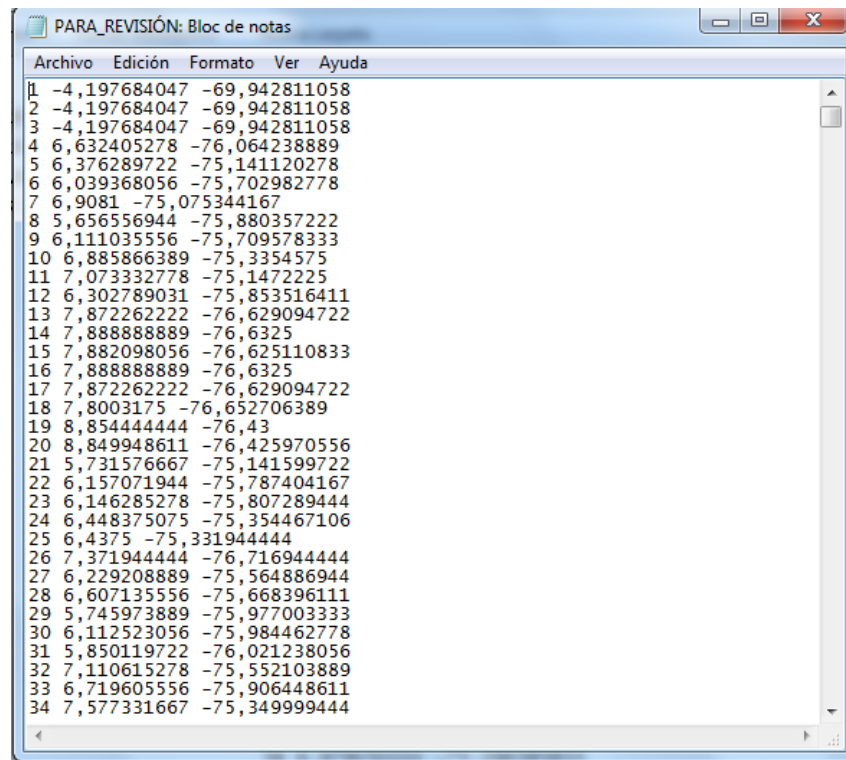 PARA_REVISIÓN: Bloc de notas
Archivo Edición Formato Ver Ayuda
1 -4,197684047 -69,942811058
2 -4,197684047 -69,942811058
3 -4,197684047 -69,942811058
4 6,632405278 -76,064238889
5 6,376289722 -75,141120278
6 6,039368056 -75,702982778
7 6,9081 -75,075344167
8 5,656556944 -75,880357222
9 6,111035556 -75,709578333
10 6,885866389 -75,3354575
11 7,073332778 -75,1472225
12 6,302789031 -75,853516411
13 7,872262222 -76,629094722
14 7,888888889 -76,6325
15 7,882098056 -76,625110833
16 7,888888889 -76,6325
17 7,872262222 -76,629094722
18 7,8003175 -76,652706389
19 8,854444444 -76,43
20 8,849948611 -76,425970556
21 5,731576667 -75,141599722
22 6,157071944 -75,787404167
23 6,146285278 -75,807289444
24 6,448375075 -75,354467106
25 6,4375 -75,331944444
26 7,371944444 -76,716944444
27 6,229208889 -75,564886944
28 6,607135556 -75,668396111
29 5,745973889 -75,977003333
30 6,112523056 -75,984462778
31 5,850119722 -76,021238056
32 7,110615278 -75,552103889
33 6,719605556 -75,906448611
34 7,577331667 -75,349999444